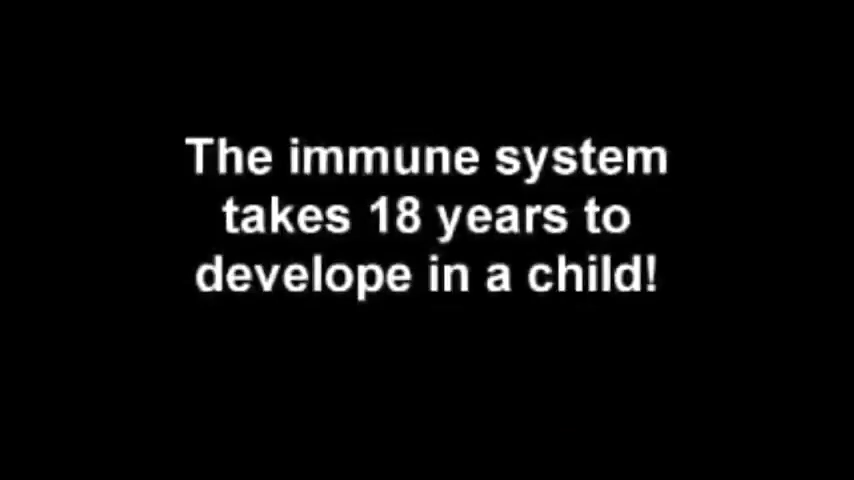 The immune system
takes 18 years to
develope in a child!